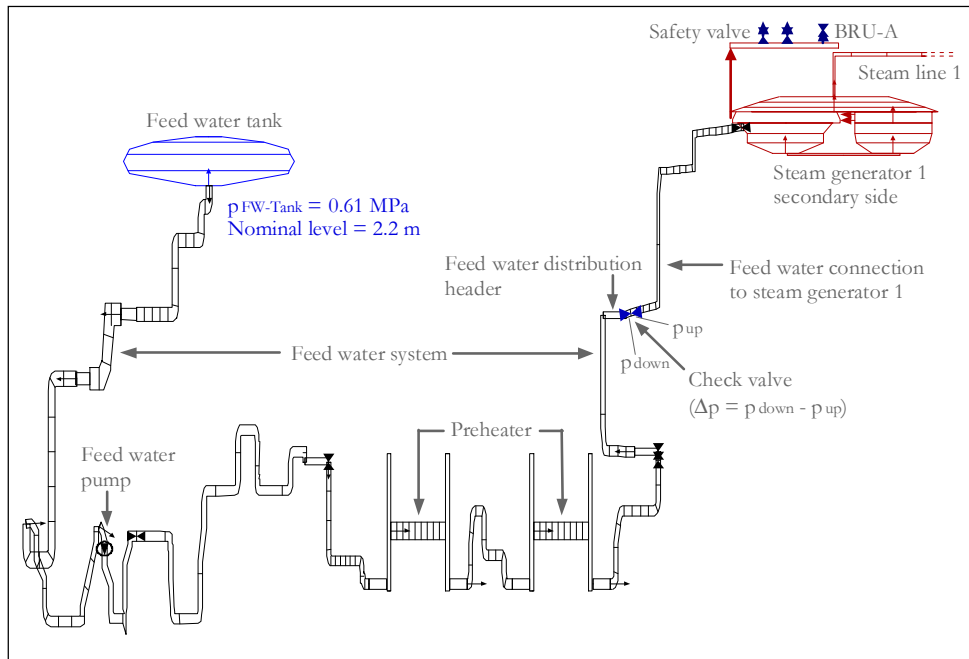 Safety valve
BRU-A
Steam line 1
Feed water tank
Steam generator 1
secondary side
pFW-Tank = 0.61 MPa
Nominal level = 2.2 m
Feed water distribution
header
Feed water connection
to steam generator 1
p up
Feed water system
p down
Check valve
(Δp = p down - p up)
Preheater
Feed water
pump